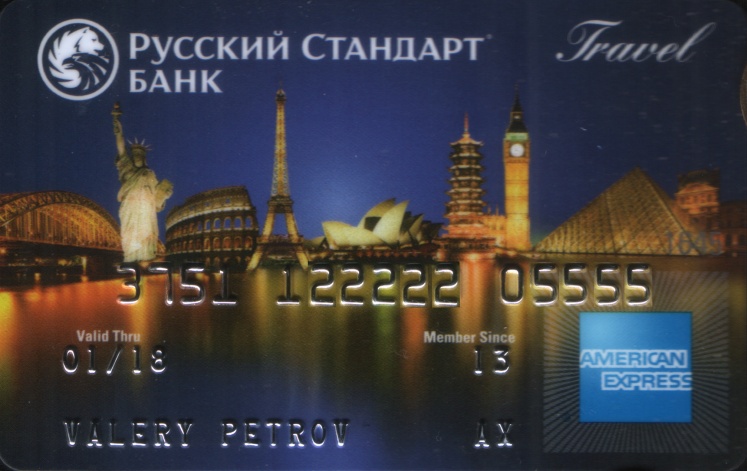 РУССКИЙ СТАНДАРТ
БАНК
Travel
3751 122222 05555
Valid Thru
Member Since
01/18
13
AMERICAN
EXPRESS
VALERY PETROV
AX